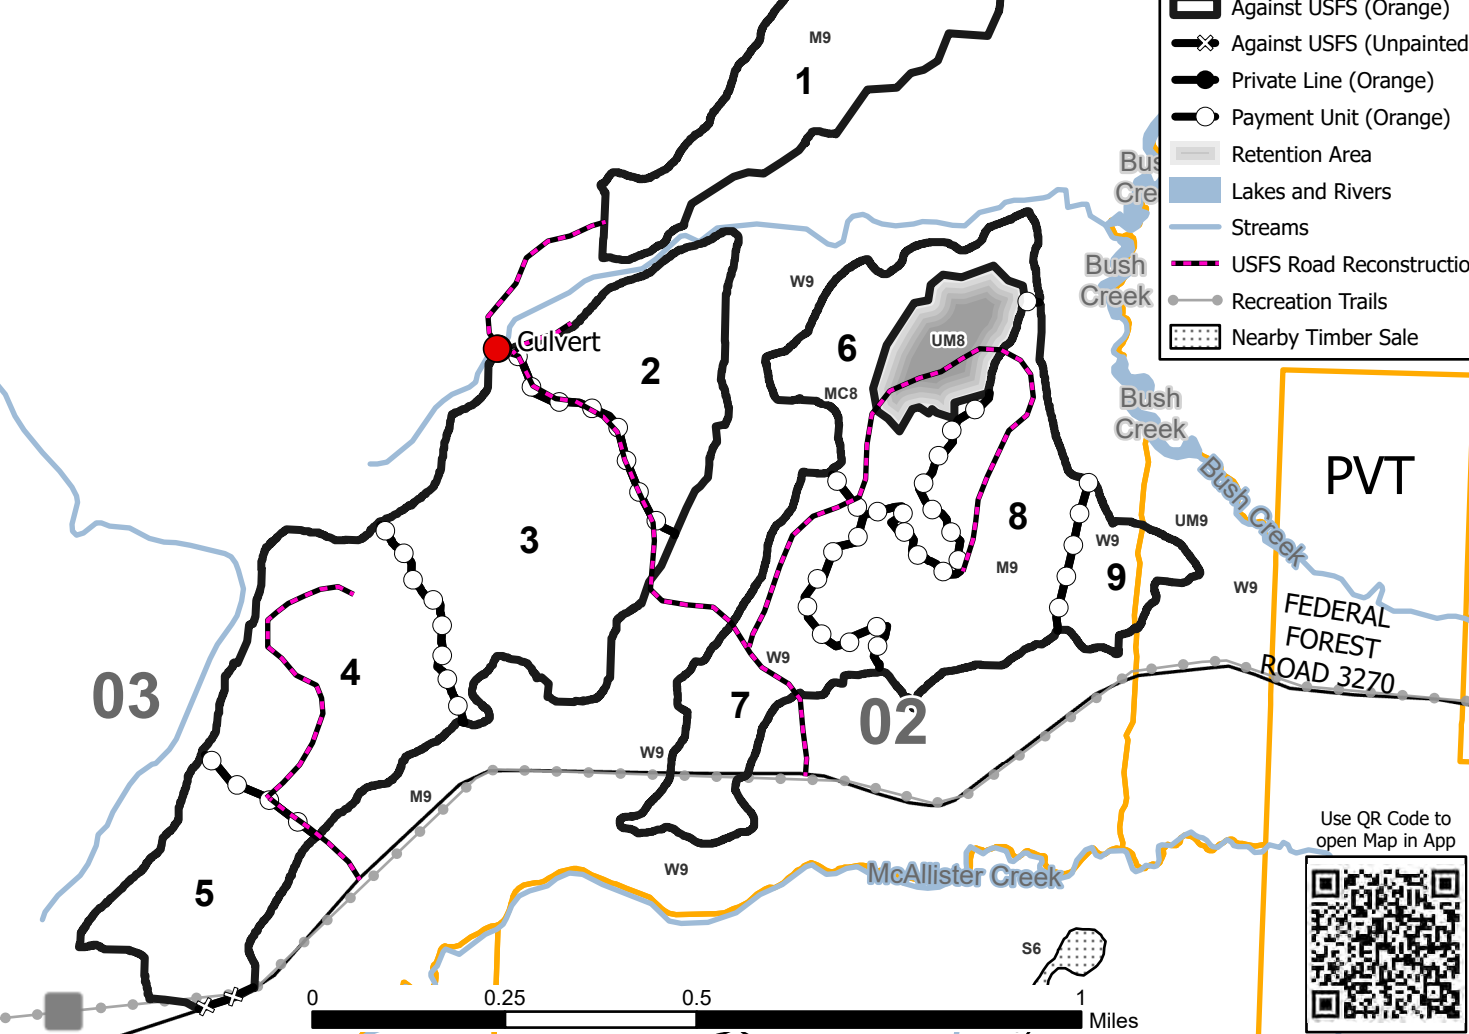 Against USFS (Orange)
Against USFS (Unpainted
Private Line (Orange)
Payment Unit (Orange)
Retention Area
Lakes and Rivers
Streams
USFS Road Reconstructio
Recreation Trails
Nearby Timber Sale
M9
1
Bus
Cre
Bush
Creek
W9
Culvert
2
6
UM8
MC8
Bush
Creek
PVT
Bush Creek
3
8
UM9
W9
M9
9
W9
FEDERAL
FOREST
ROAD 3270
03
4
W9
7
02
W9
M9
5
W9
McAllister Creek
Use QR Code to
open Map in App
S6
0
0.25
0.5
1
Miles